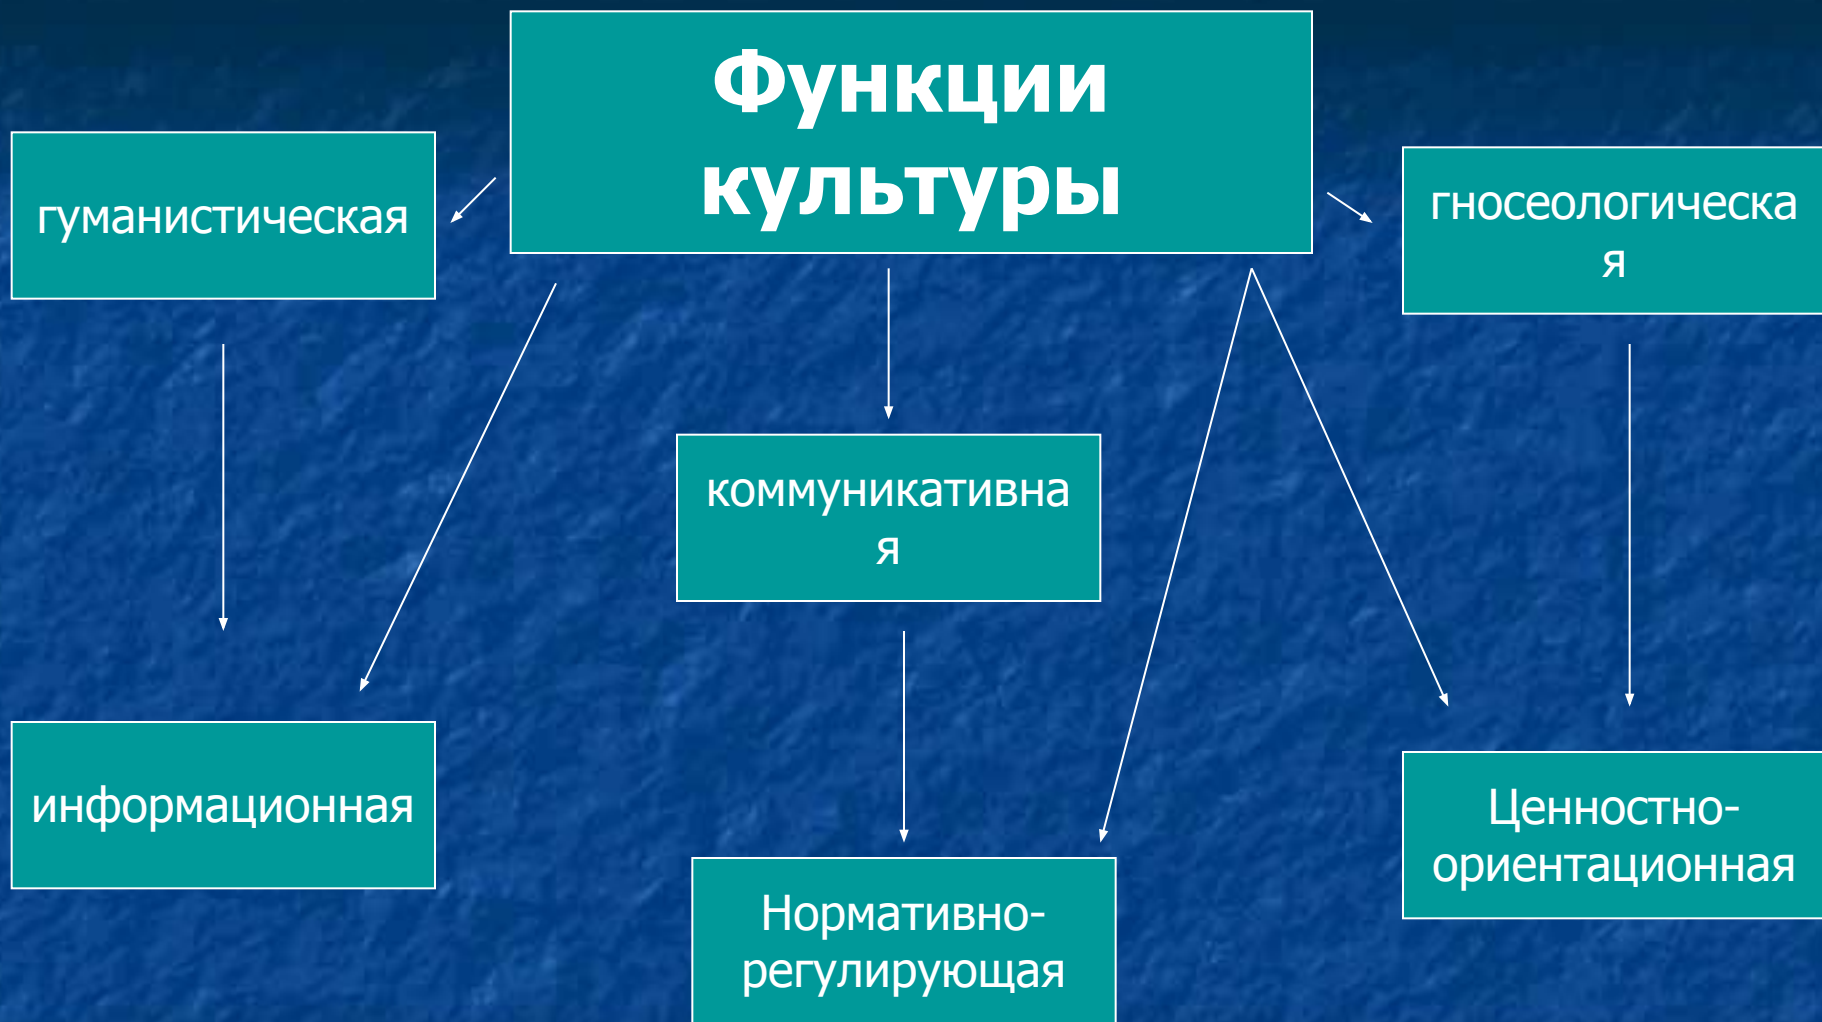 Функции
культуры
гуманистическая
гносеологическа
я
коммуникативна
я
информационная
Ценностно-
ориентационная
Нормативно-
регулирующая